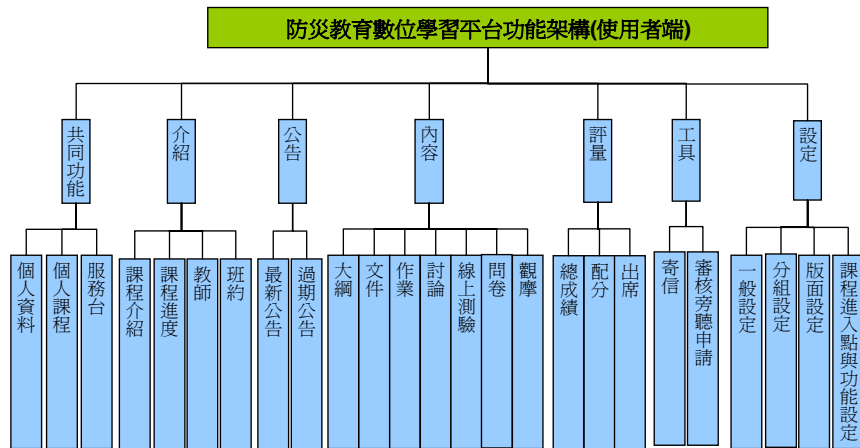 防災教育數位學習平台功能架構(使用者端)
共同功能
介紹
公告
內容
評量
工具
設定
個人資料
個人課程
服務台
課程介紹
課程進度
教師
班約
最新公告
過期公告
大綱
文件
作業
討論
線上測驗
問卷
觀摩
總成績
配分
出席
寄信
審核旁聽申請
一般設定
分組設定
版面設定
課程進入點與功能設定